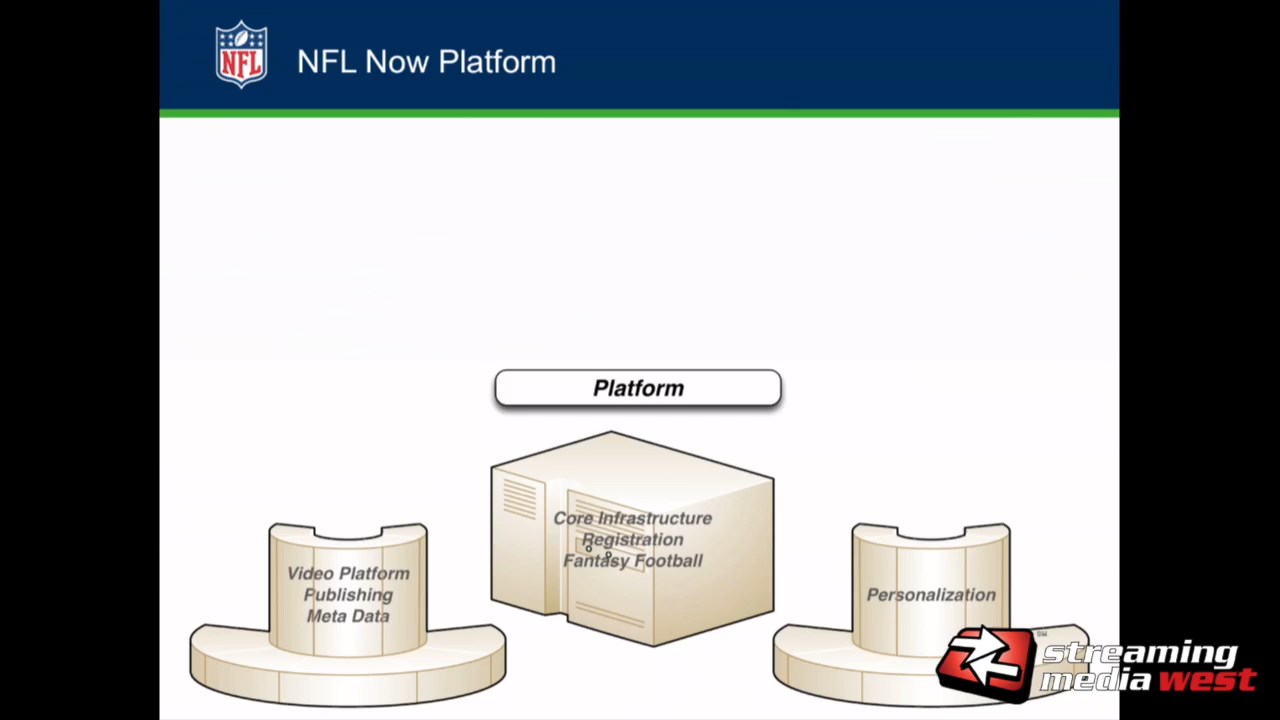 NFL
NFL Now Platform
Platform
Core Infrastructure
Registration
Fantasy Football
Video Platform
Publishing
Meta Data
Personalization
SM
streaming
media west